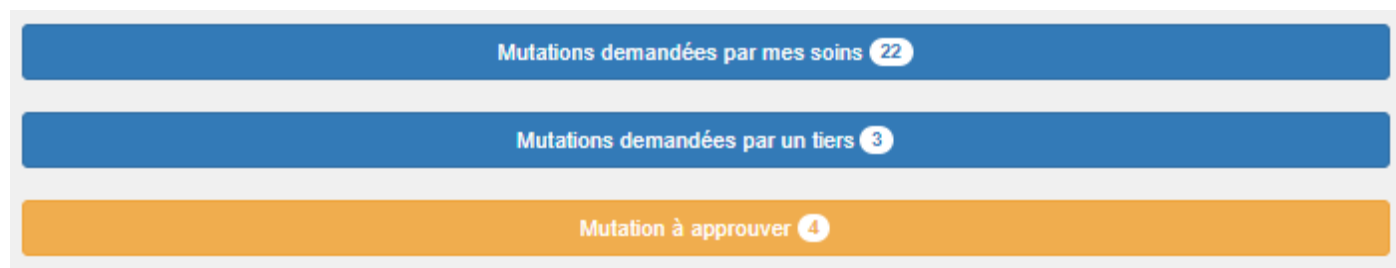 Mutations demandées par mes soins 22
Mutations demandées par un tiers 3
Mutation à approuver 4